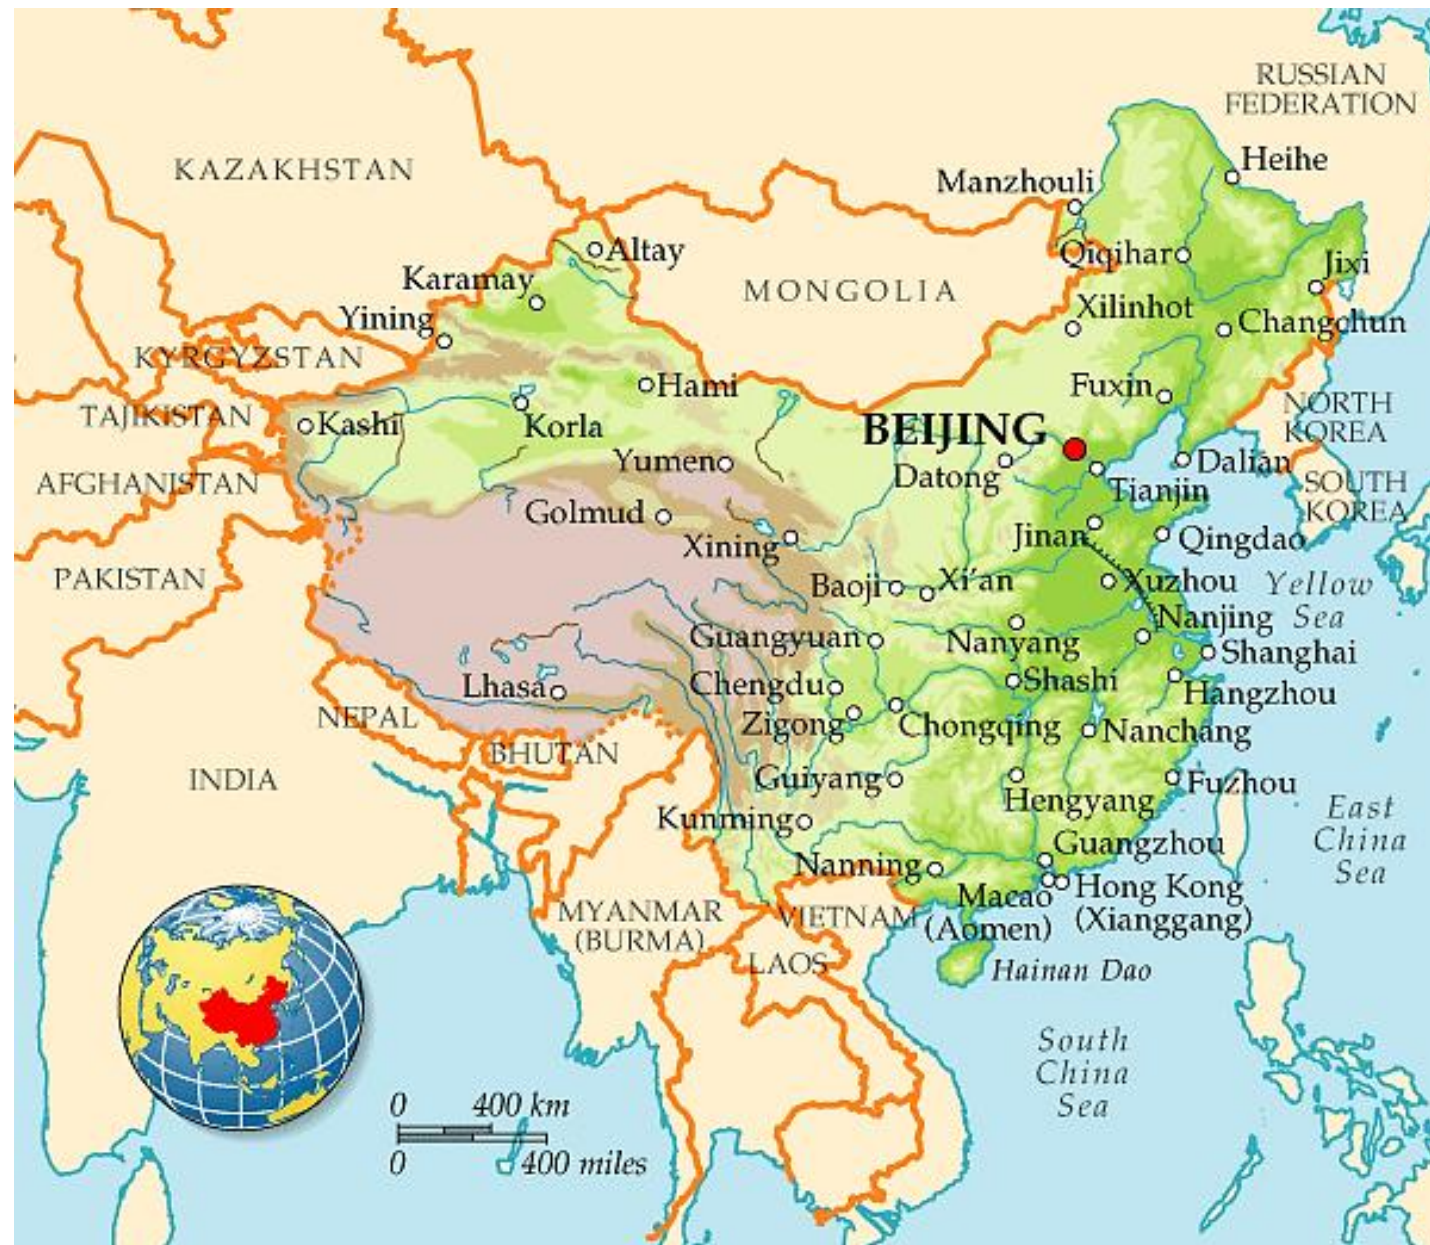 RUSSIAN
FEDERATION
KAZAKHSTAN
Heihe
Manzhouli
Altay
Qiqihar
Jixi
Karamay
MONGOLIA
Xilinhot
Yining
Changchun
KYRGYZSTAN
Hami
Fuxin
TAJIKISTAN
Kashi
Korla
BEIJING
NORTH
KOREA
Yumen
Datong
Dalian
AFGHANISTAN
Tianjin
SOUTH
KOREA
Golmud
Xining
Jinan
Qingdao
PAKISTAN
Baoji
Xi'an
Xuzhou
Yellow
Sea
Guangyuan
Nanyang
Nanjing
Shanghai
Lhasa
Chengdu
Shashi
Hangzhou
NEPAL
Zigong
Chongqing
Nanchang
BHUTAN
INDIA
Guiyang
Hengyang
Fuzhou
Kunming
East
China
Sea
Guangzhou
Nanning
Macao
(Aomen)
Hong Kong
(Xianggang)
MYANMAR
(BURMA)
VIETNAM
LAOS
Hainan Dao
South
China
Sea
0 400 km
0 400 miles